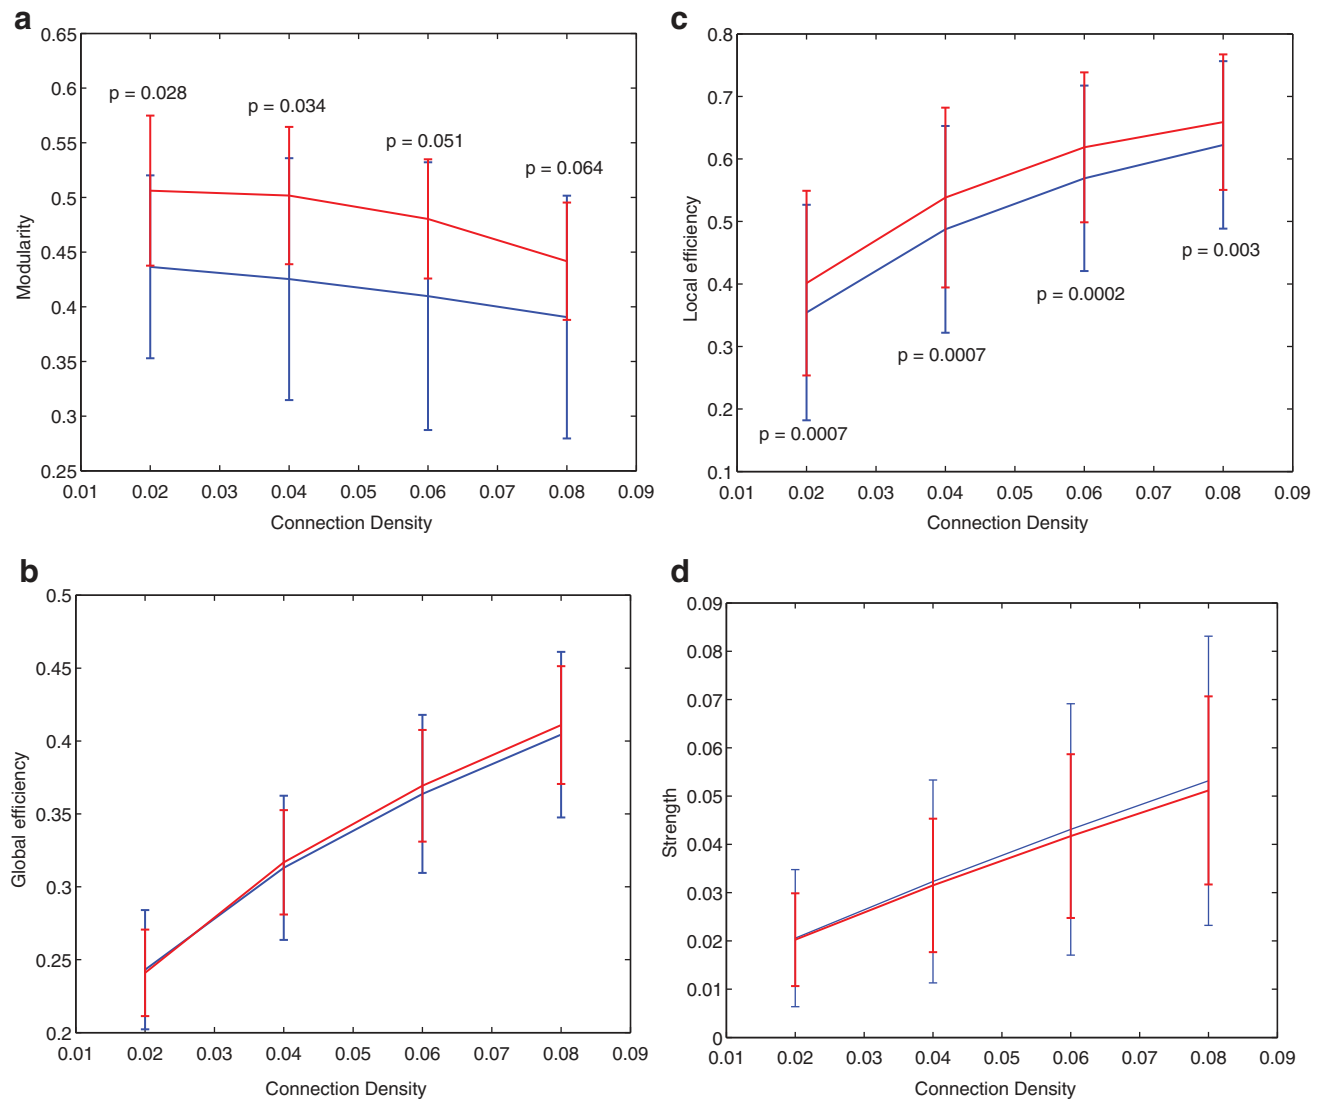 a
0.65
0.6
0.55
0.5
0.45
0.4
0.35
0.3
0.25
Modularity
p = 0.028
p = 0.034
p = 0.051
p = 0.064
0.01 0.02 0.03 0.04 0.05 0.06 0.07 0.08 0.09
Connection Density
c
0.8
0.7
0.6
0.5
0.4
0.3
0.2
0.1
Local efficiency
p = 0.003
p = 0.0002
p = 0.0007
p = 0.0007
0.01 0.02 0.03 0.04 0.05 0.06 0.07 0.08 0.09
Connection Density
b
0.5
0.45
0.4
0.35
0.3
0.25
0.2
Global efficiency
0.01 0.02 0.03 0.04 0.05 0.06 0.07 0.08 0.09
Connection Density
d
0.09
0.08
0.07
0.06
0.05
0.04
0.03
0.02
0.01
0
Strength
0.01 0.02 0.03 0.04 0.05 0.06 0.07 0.08 0.09
Connection Density